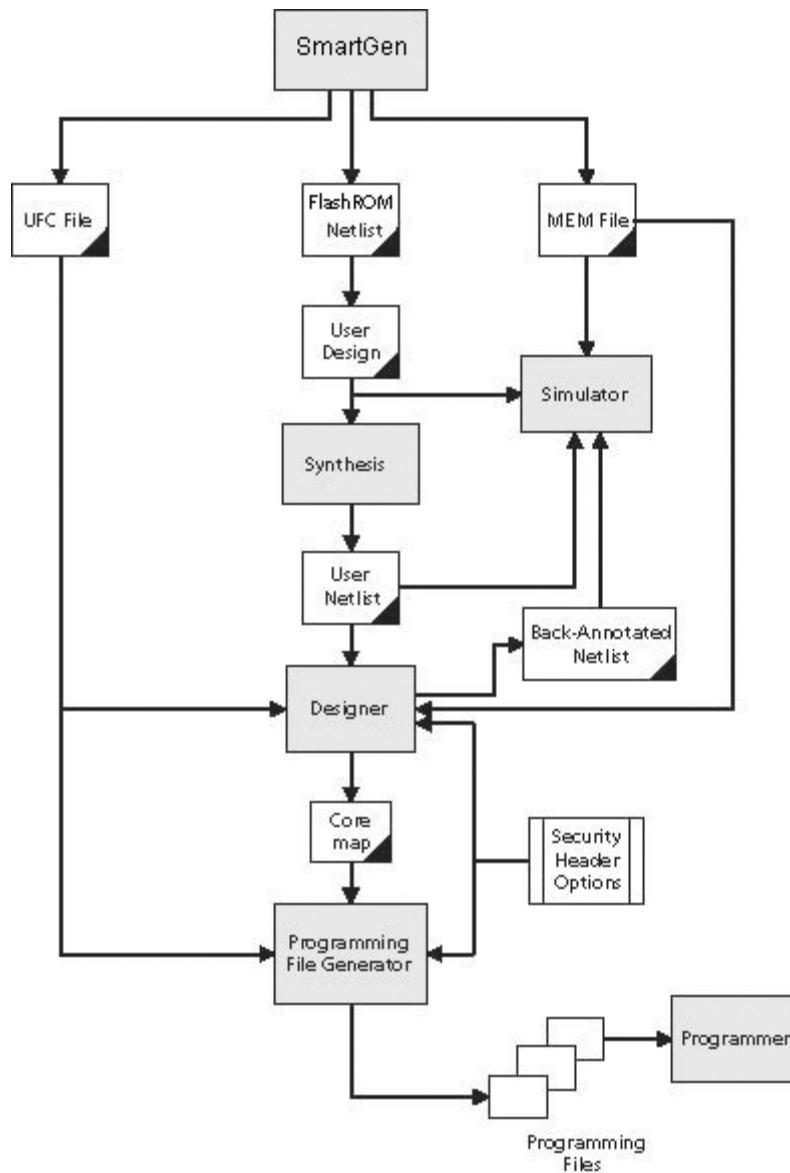 SmartGen
UFC File
FlashROM
Netlist
MEM File
User
Design
Simulator
Synthesis
User
Netlist
Back-Annotated
Netlist
Designer
Core
map
Security
Header
Options
Programming
File Generator
Programmer
Programming
Files